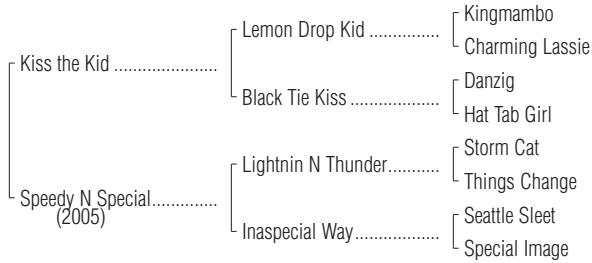 Kingmambo
Lemon Drop Kid ................
Charming Lassie
Kiss the Kid ......................
Danzig
Black Tie Kiss ...................
Hat Tab Girl
Storm Cat
Lightnin N Thunder...........
Things Change
Speedy N Special..............
(2005)
Seattle Sleet
Inaspecial Way..................
Special Image